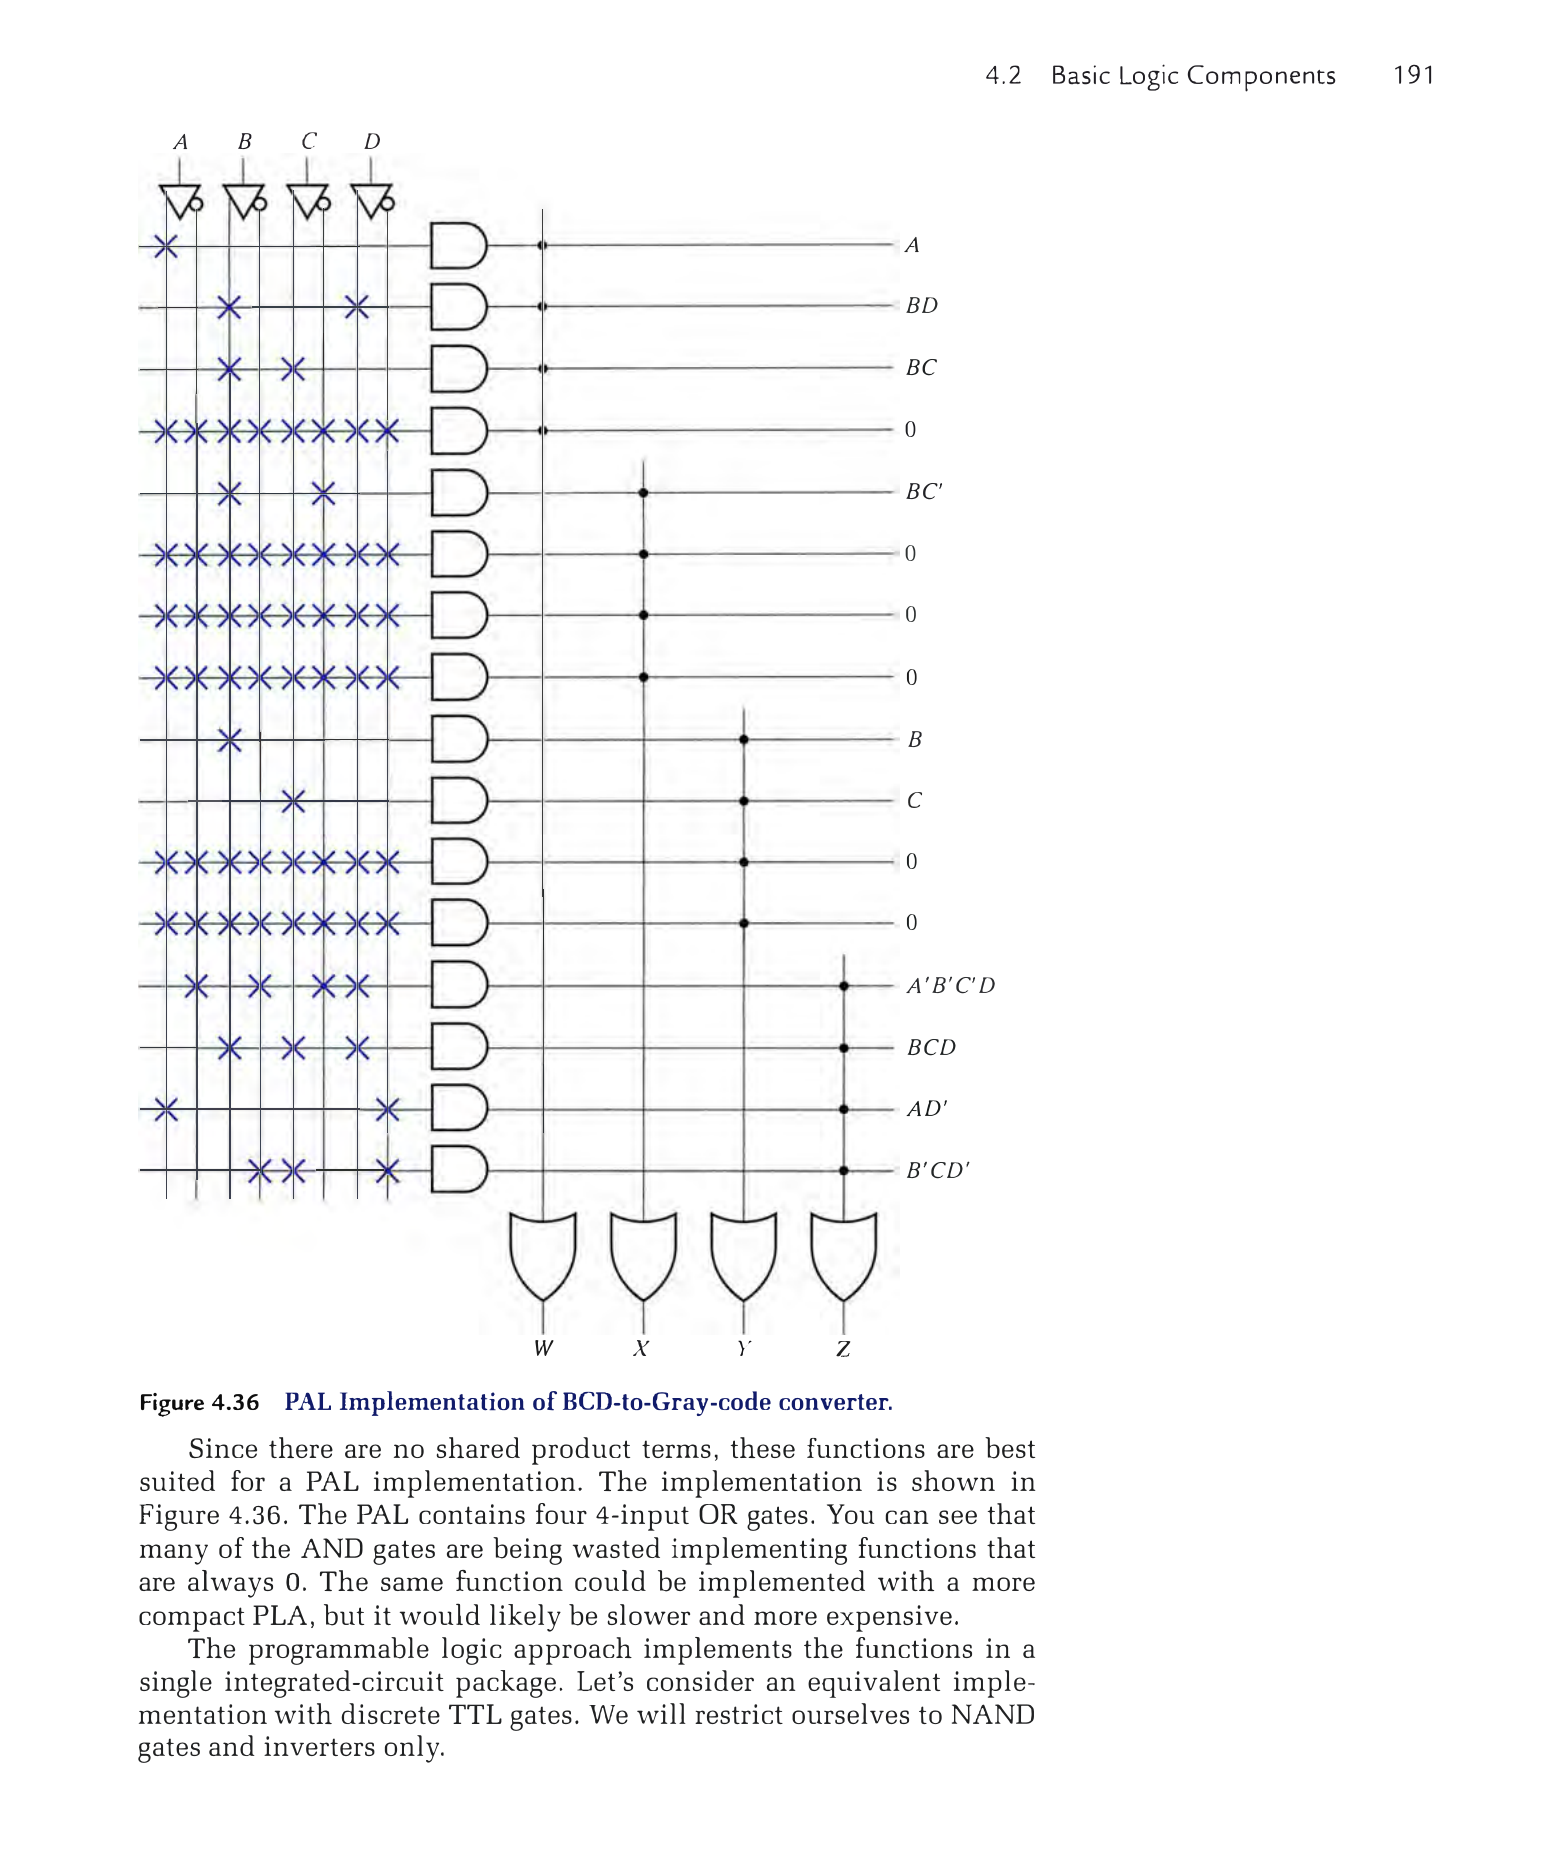 4.2 Basic Logic Components 191
A B C D
A
BD
BC
0
BC'
0
0
0
B
C
0
0
A'B'C'D
BCD
AD'
B'CD'
W X Y Z
Figure 4.36 PAL Implementation of BCD-to-Gray-code converter.
Since there are no shared product terms, these functions are best
suited for a PAL implementation. The implementation is shown in
Figure 4.36. The PAL contains four 4-input OR gates. You can see that
many of the AND gates are being wasted implementing functions that
are always 0. The same function could be implemented with a more
compact PLA, but it would likely be slower and more expensive.
The programmable logic approach implements the functions in a
single integrated-circuit package. Let's consider an equivalent imple-
mentation with discrete TTL gates. We will restrict ourselves to NAND
gates and inverters only.